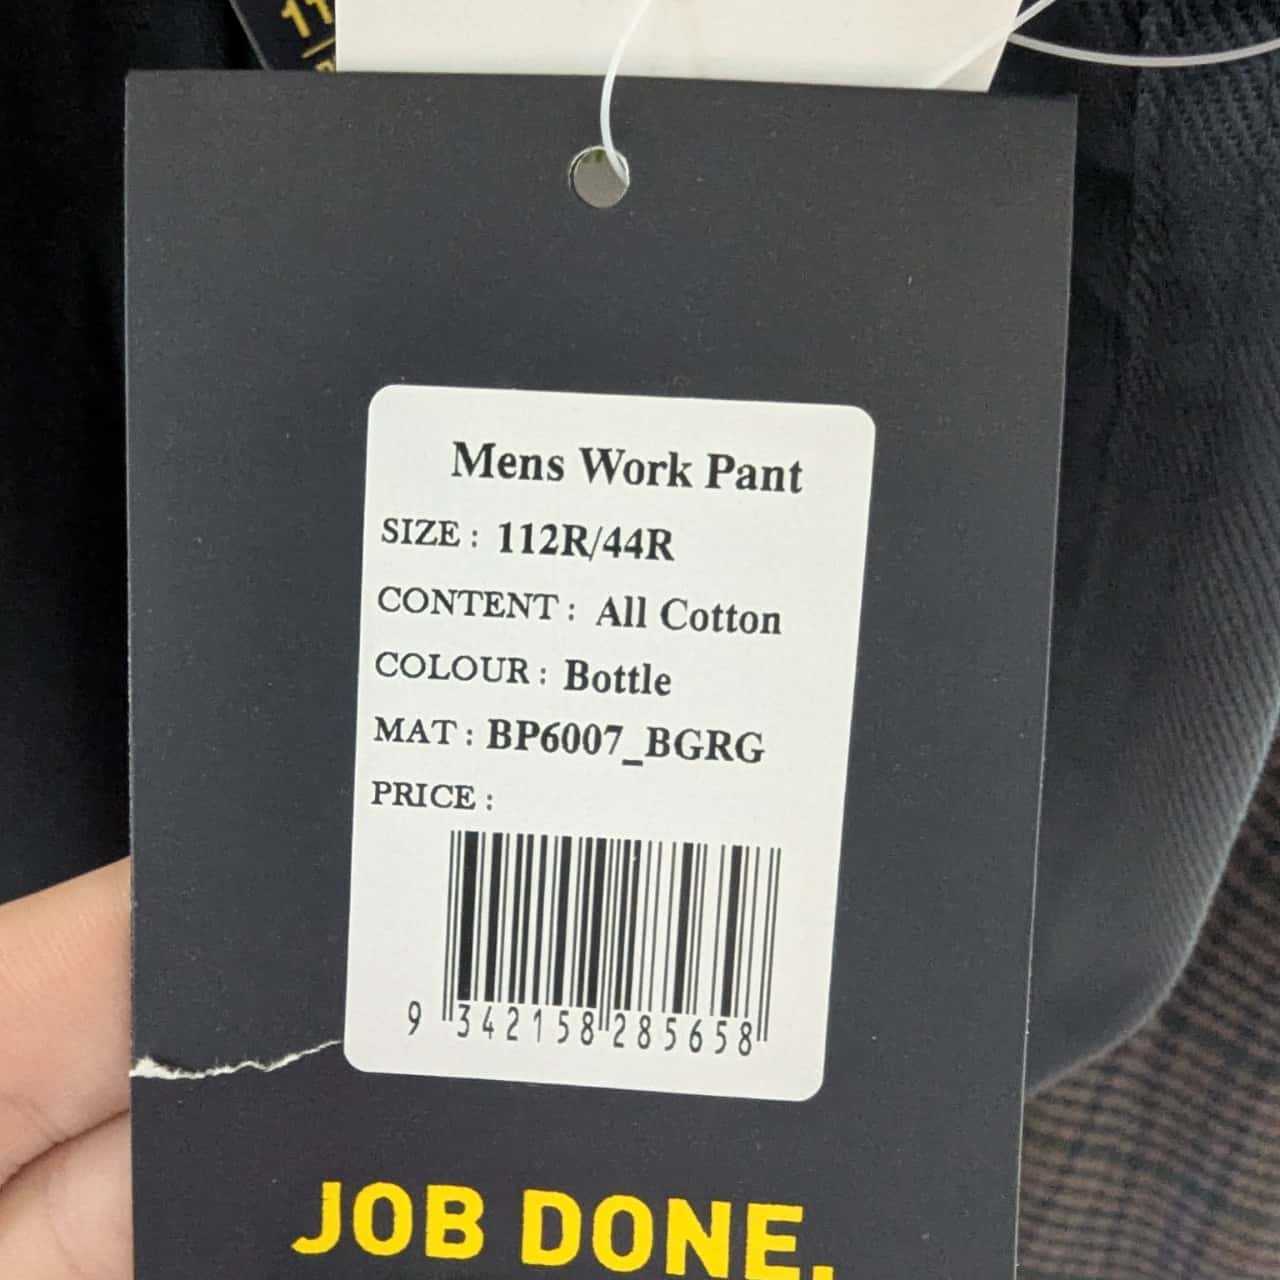 Mens Work Pant
SIZE : 112R/44R
CONTENT : All Cotton
COLOUR : Bottle
MAT : BP6007_BGRG
PRICE :
9 342158 285658
JOB DONE.